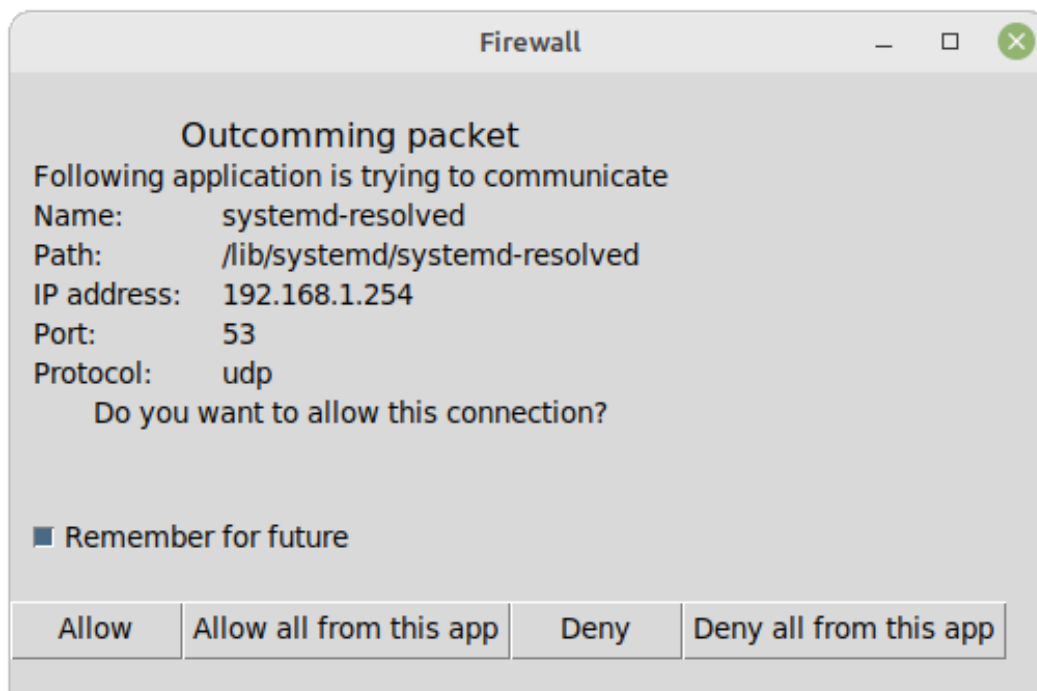 Firewall
Outcomming packet
Following application is trying to communicate
Name: systemd-resolved
Path: /lib/systemd/systemd-resolved
IP address: 192.168.1.254
Port: 53
Protocol: udp
Do you want to allow this connection?
Remember for future
Allow Allow all from this app Deny Deny all from this app